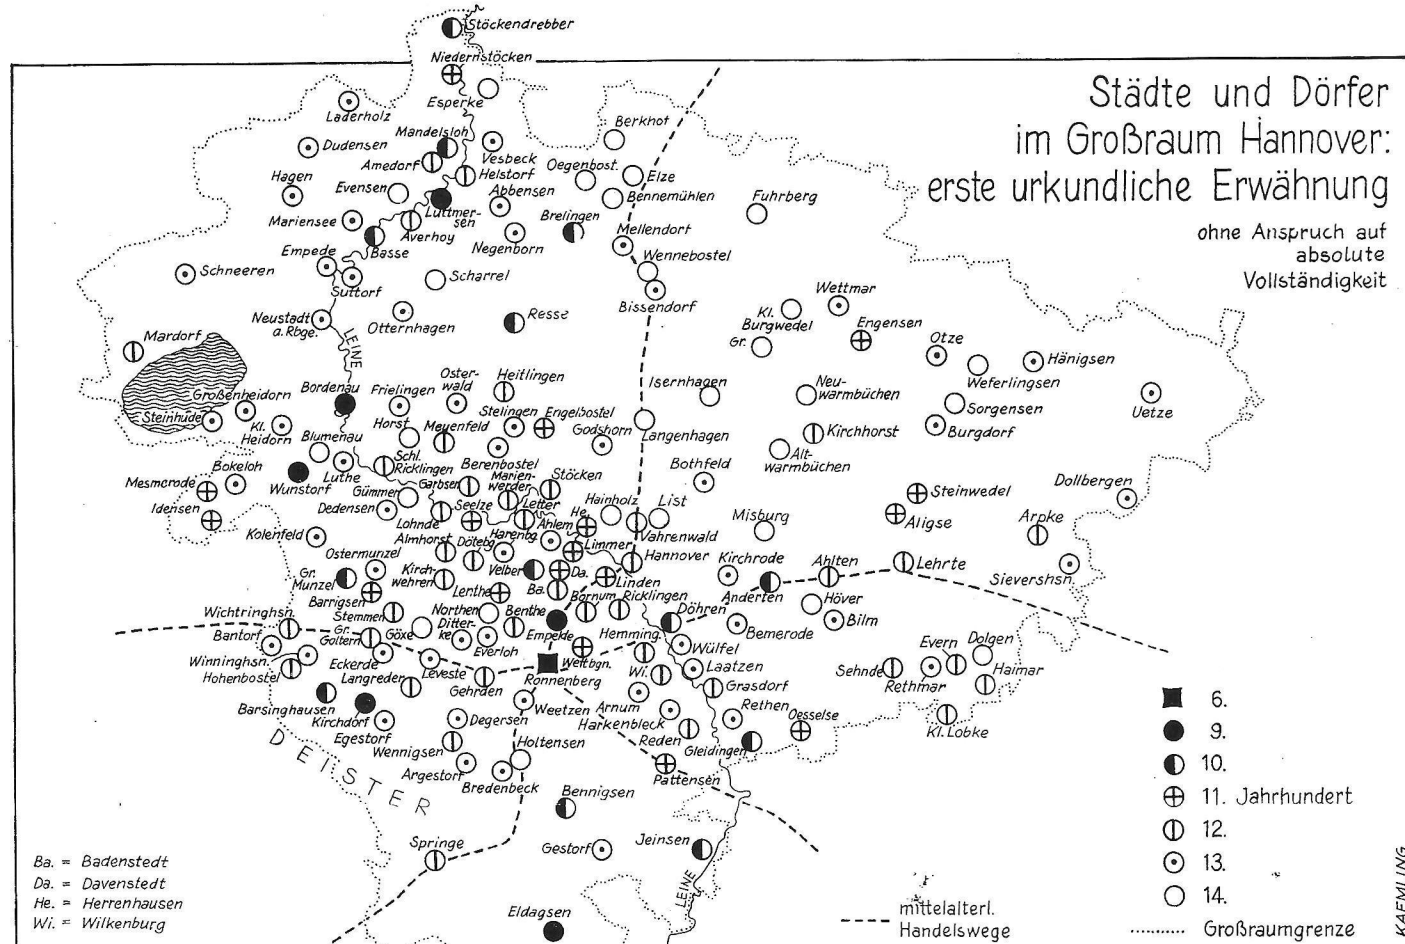 Städte und Dörfer
im Großraum Hannover:
erste urkundliche Erwähnung
ohne Anspruch auf
absolute
Vollständigkeit
Stöckendrebber
Niedernstöcken
Esperke
Laderholz
Berkhof
Mandelsloh
Dudensen
Vesbeck
Amedorf
Helstorf
Oegenbost.
Elze
Hagen
Evensen
Abbensen
Bennemühlen
Fuhrberg
Luttmer-
sen
Mariensee
Averhoy
Brelingen
Basse
Negenborn
Mellendorf
Empede
Wennebostel
Schneeren
Suttorf
Scharrel
Bissendorf
Wettmar
Kl.
Burgwedel
Gr.
Engensen
Neustadt
a. Rbge.
Otternhagen
Resse
LEINE
Otze
Hänigsen
Mardorf
Weferlingsen
Großenheidorn
Bordenau
Frielingen
Oster-
wald
Heitlingen
Isernhagen
Neu-
warmbüchen
Sorgensen
Uetze
Steinhude
Kl.
Heidorn
Horst
Meyenfeld
Stelingen
Engelbostel
Godshorn
Langenhagen
Kirchhorst
Burgdorf
Blumenau
Alt-
warmbüchen
Bokeloh
Luthe
Schl.
Ricklingen
Berenbostel
Bothfeld
Mesmerode
Wunstorf
Garbsen
Marien-
werder
Stöcken
Steinwedel
Dollbergen
Idensen
Gümmer
Dedensen
Lohnde
Seelze
Letter
Hainholz
List
Aligse
Arpke
He.
Vahrenwald
Misburg
Kolenfeld
Almhorst
Dötebg.
Harenbg.
Ahlem
Limmer
Hannover
Ostermunzel
Kirchrode
Ahlten
Lehrte
Sievershsn.
Gr.
Munzel
Kirch-
wehren
Velber
Da.
Linden
Anderten
Barrigsen
Lenthe
Ba.
Bornum
Ricklingen
Höver
Stemmen
Northen
Benthe
Döhren
Bemerode
Bilm
Wichtringhsn.
Gr.
Goltern
Göxe
Ditter-
ke
Everloh
Empelde
Hemming.
Wülfel
Evern
Dolgen
Bantorf
Eckerde
Wettbgn.
Laatzen
Sehnde
Rethmar
Haimar
Winninghsn.
Hohenbostel
Langreden
Leveste
Gehrden
Ronnenberg
Wi.
Grasdorf
Barsinghausen
Kirchdorf
Weetzen
Arnum
Rethen
Oesselse
Kl. Lobke
Egestorf
Degersen
Harkenbleck
Reden
Gleidingen
Wennigsen
Holtensen
Argestorf
Bredenbeck
Pattensen
DEISTER
Bennigsen
Springe
Gestorf
Jeinsen
LEINE
Eldagsen
6.
9.
10.
11. Jahrhundert
12.
13.
14.
Ba. = Badenstedt
Da. = Davenstedt
He. = Herrenhausen
Wi. = Wilkenburg
mittelalterl.
Handelswege
Großraumgrenze
KAEMLING